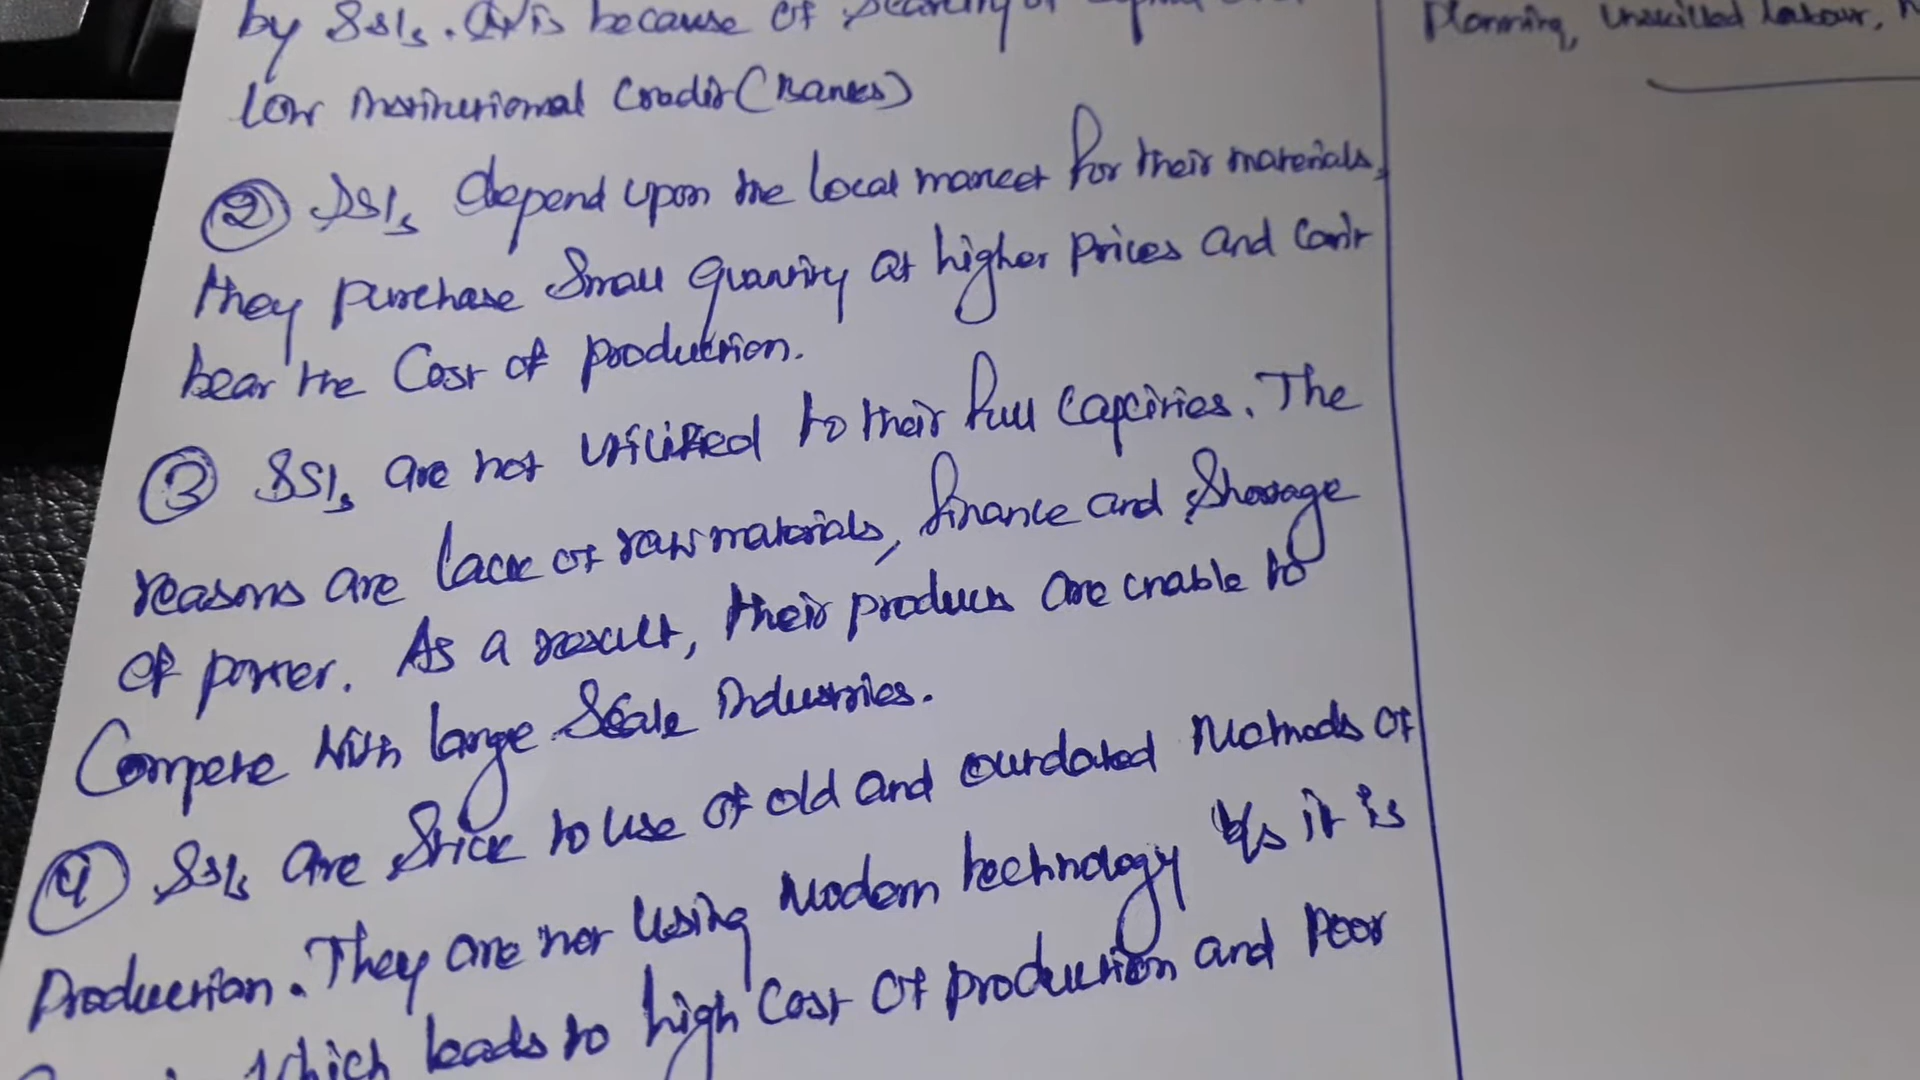 by SSIs. It is because of Scarcity of
low institutional Credit (Banks)
② SSIs depend upon the local market for their materials,
they purchase Small quantity at higher prices and can't
bear the Cost of production.
③ SSIs are not utilised to their full capcities. The
reasons are lack of raw materials, finance and Shortage
of power. As a result, their products are unable to
Compete with large Scale industries.
④ SSIs are Stick to use of old and outdated Methods of
Production. They are not using Modern technology it is
which leads to high Cost of production and Poor
Planning, Unskilled labour,